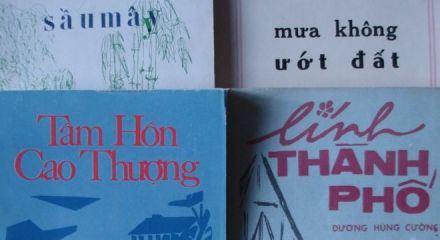 sầu mây
mưa không
ướt đất
Tâm Hồn
Cao Thượng
lính
THÀNH
PHỐ
DƯƠNG HÙNG CƯỜNG